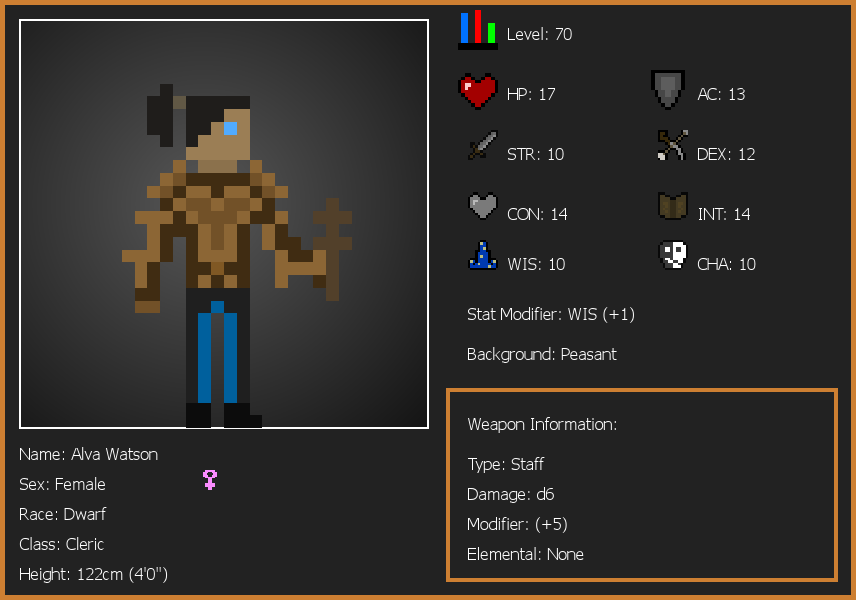 Level: 70
HP: 17
AC: 13
STR: 10
DEX: 12
CON: 14
INT: 14
WIS: 10
CHA: 10
Stat Modifier: WIS (+1)
Background: Peasant
Weapon Information:
Type: Staff
Damage: d6
Modifier: (+5)
Elemental: None
Name: Alva Watson
Sex: Female
Race: Dwarf
Class: Cleric
Height: 122cm (4'0")